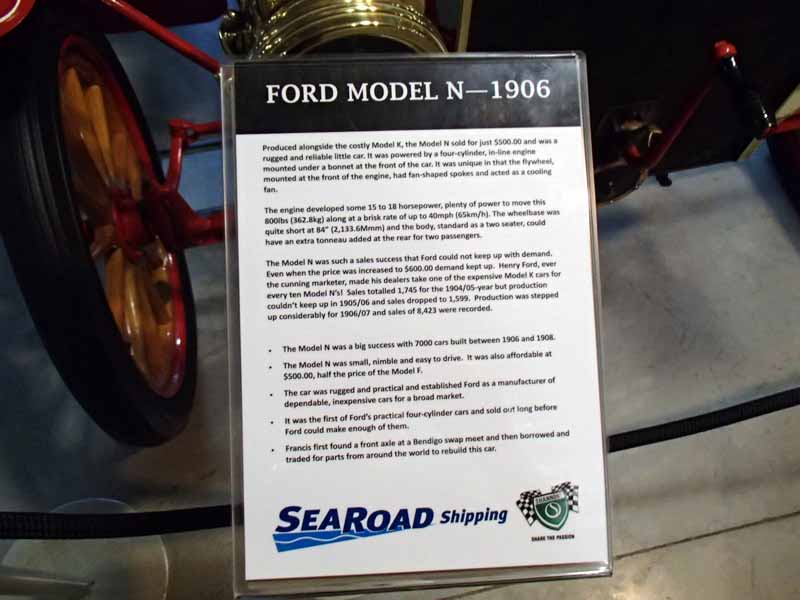 FORD MODEL N—1906
Produced alongside the costly Model K, the Model N sold for just $500.00 and was a
rugged and reliable little car. It was powered by a four-cylinder, in-line engine
mounted under a bonnet at the front of the car. It was unique in that the flywheel,
mounted at the front of the engine, had fan-shaped spokes and acted as a cooling
fan.
The engine developed some 15 to 18 horsepower, plenty of power to move this
800lbs (362.8kg) along at a brisk rate of up to 40mph (65km/h). The wheelbase was
quite short at 84" (2,133.6Mmm) and the body, standard as a two seater, could
have an extra tonneau added at the rear for two passengers.
The Model N was such a sales success that Ford could not keep up with demand.
Even when the price was increased to $600.00 demand kept up. Henry Ford, ever
the cunning marketer, made his dealers take one of the expensive Model K cars for
every ten Model N's! Sales totalled 1,745 for the 1904/05-year but production
couldn't keep up in 1905/06 and sales dropped to 1,599. Production was stepped
up considerably for 1906/07 and sales of 8,423 were recorded.
• The Model N was a big success with 7000 cars built between 1906 and 1908.
• The Model N was small, nimble and easy to drive. It was also affordable at
$500.00, half the price of the Model F.
• The car was rugged and practical and established Ford as a manufacturer of
dependable, inexpensive cars for a broad market.
• It was the first of Ford's practical four-cylinder cars and sold out long before
Ford could make enough of them.
• Francis first found a front axle at a Bendigo swap meet and then borrowed and
traded for parts from around the world to rebuild this car.
SEAROAD Shipping
SHANNONS
SHARE THE PASSION